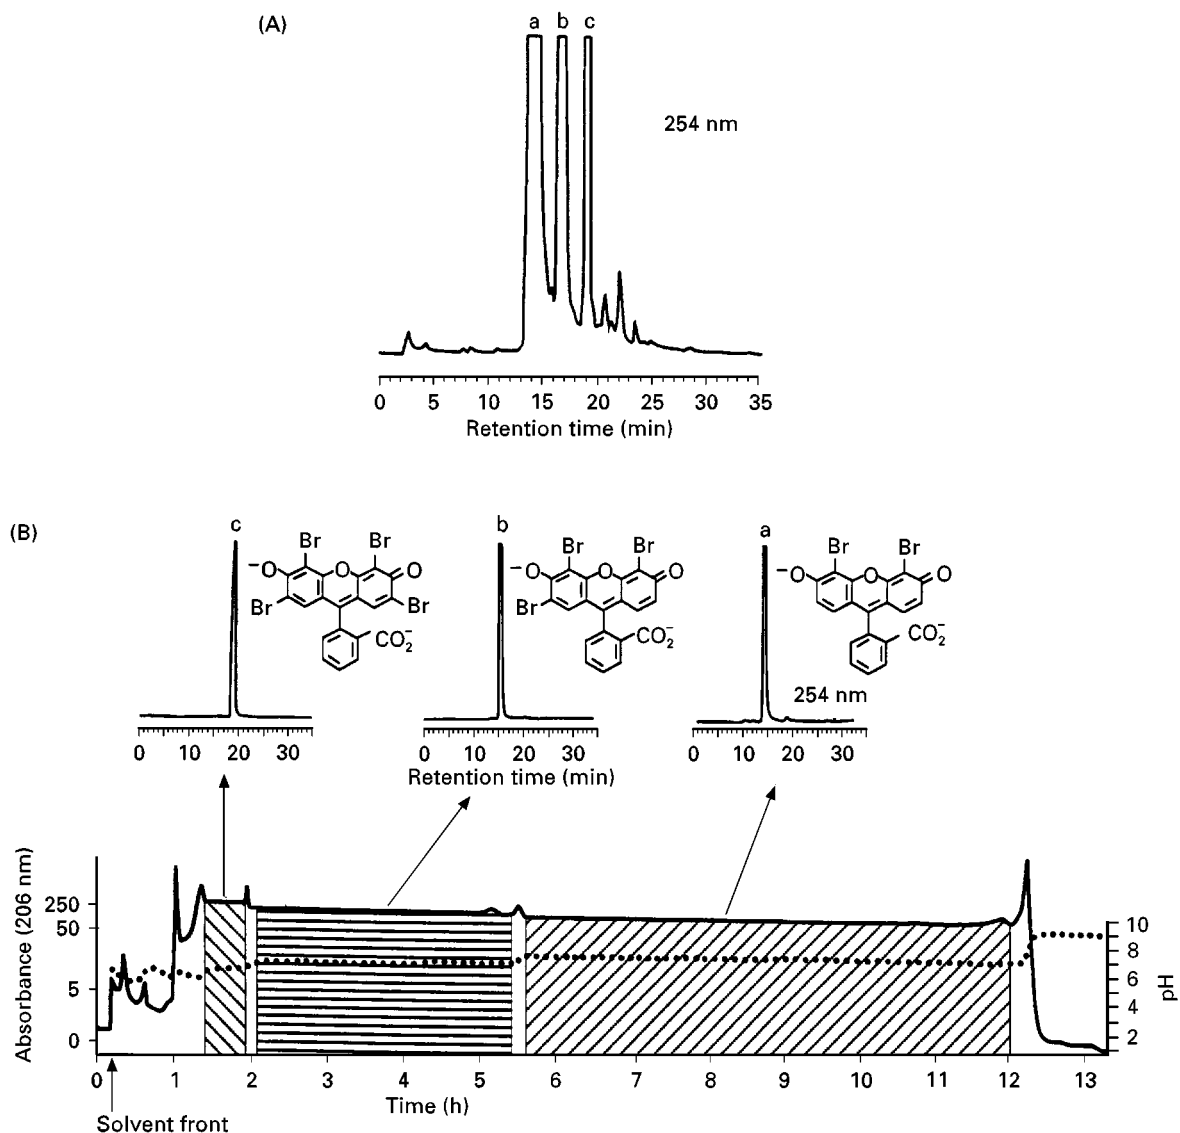 (A)
a b c
254 nm
0 5 10 15 20 25 30 35
Retention time (min)
(B)
c
b
a
Br Br
−O O O
Br Br
CO2−
Br Br
−O O O
Br
CO2−
Br Br
−O O O
CO2−
254 nm
0 10 20 30
0 10 20 30
0 10 20 30
Retention time (min)
Absorbance (206 nm)
250
50
5
0
10
8
6
4
2
pH
0 1 2 3 4 5 6 7 8 9 10 11 12 13
Time (h)
Solvent front